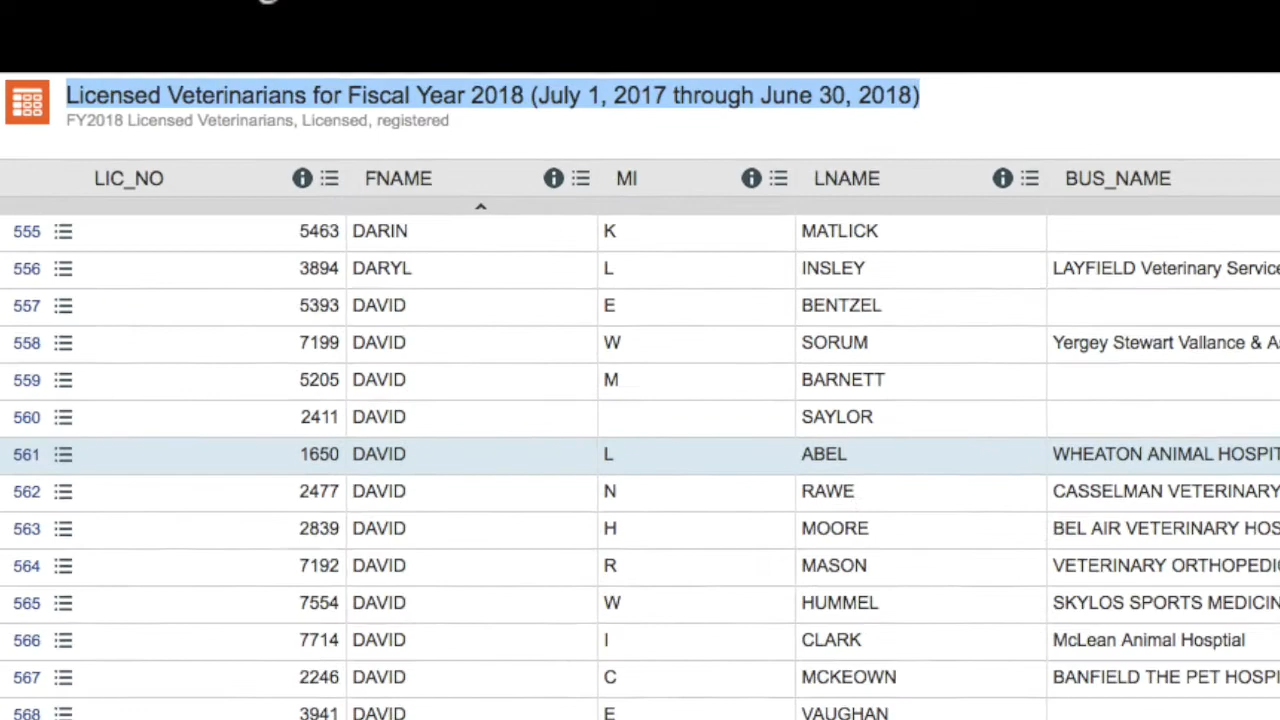 Licensed Veterinarians for Fiscal Year 2018 (July 1, 2017 through June 30, 2018)
FY2018 Licensed Veterinarians, Licensed, registered
LIC_NO FNAME MI LNAME BUS_NAME
555 5463 DARIN K MATLICK
556 3894 DARYL L INSLEY LAYFIELD Veterinary Service
557 5393 DAVID E BENTZEL
558 7199 DAVID W SORUM Yergey Stewart Vallance & A
559 5205 DAVID M BARNETT
560 2411 DAVID SAYLOR
561 1650 DAVID L ABEL WHEATON ANIMAL HOSPIT
562 2477 DAVID N RAWE CASSELMAN VETERINARY
563 2839 DAVID H MOORE BEL AIR VETERINARY HOS
564 7192 DAVID R MASON VETERINARY ORTHOPEDI
565 7554 DAVID W HUMMEL SKYLOS SPORTS MEDICIN
566 7714 DAVID I CLARK McLean Animal Hosptial
567 2246 DAVID C MCKEOWN BANFIELD THE PET HOSPI
568 3941 DAVID E VAUGHAN